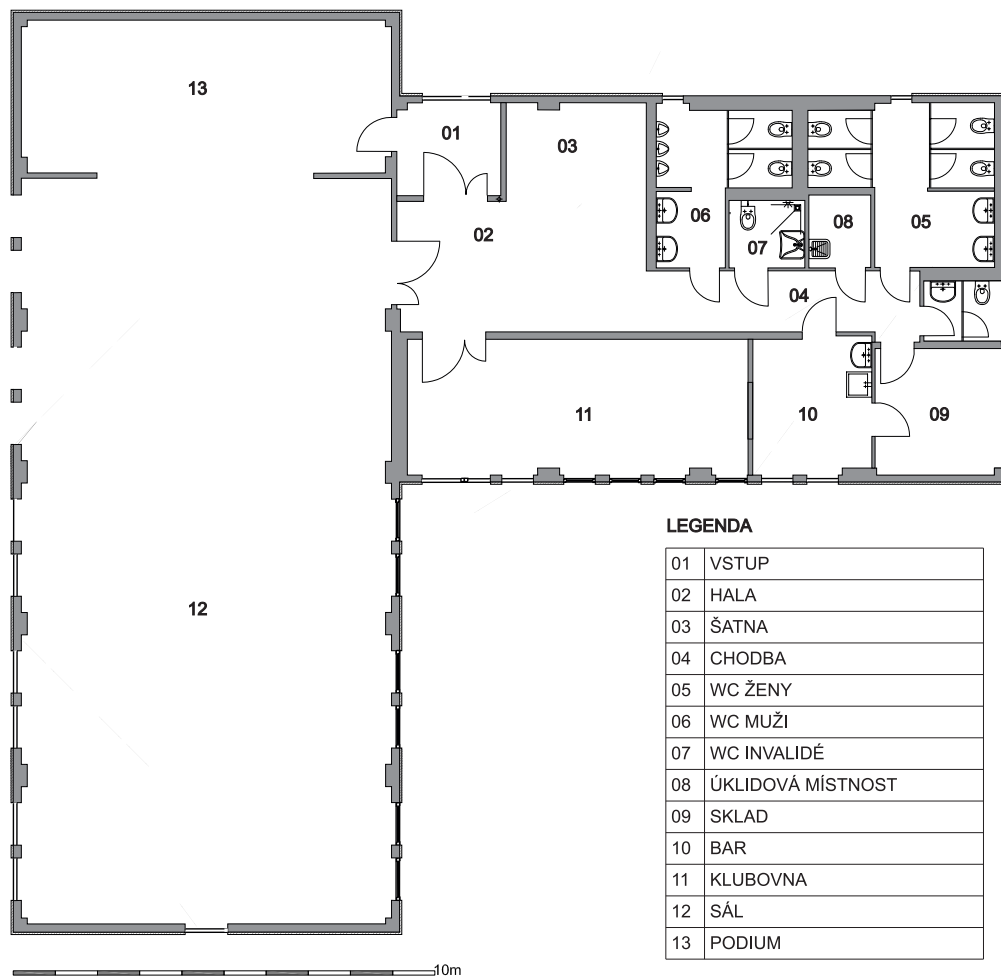 13
01
03
02
06
07
08
05
04
11
10
09
12
LEGENDA
01 VSTUP
02 HALA
03 ŠATNA
04 CHODBA
05 WC ŽENY
06 WC MUŽI
07 WC INVALIDÉ
08 ÚKLIDOVÁ MÍSTNOST
09 SKLAD
10 BAR
11 KLUBOVNA
12 SÁL
13 PODIUM
10m